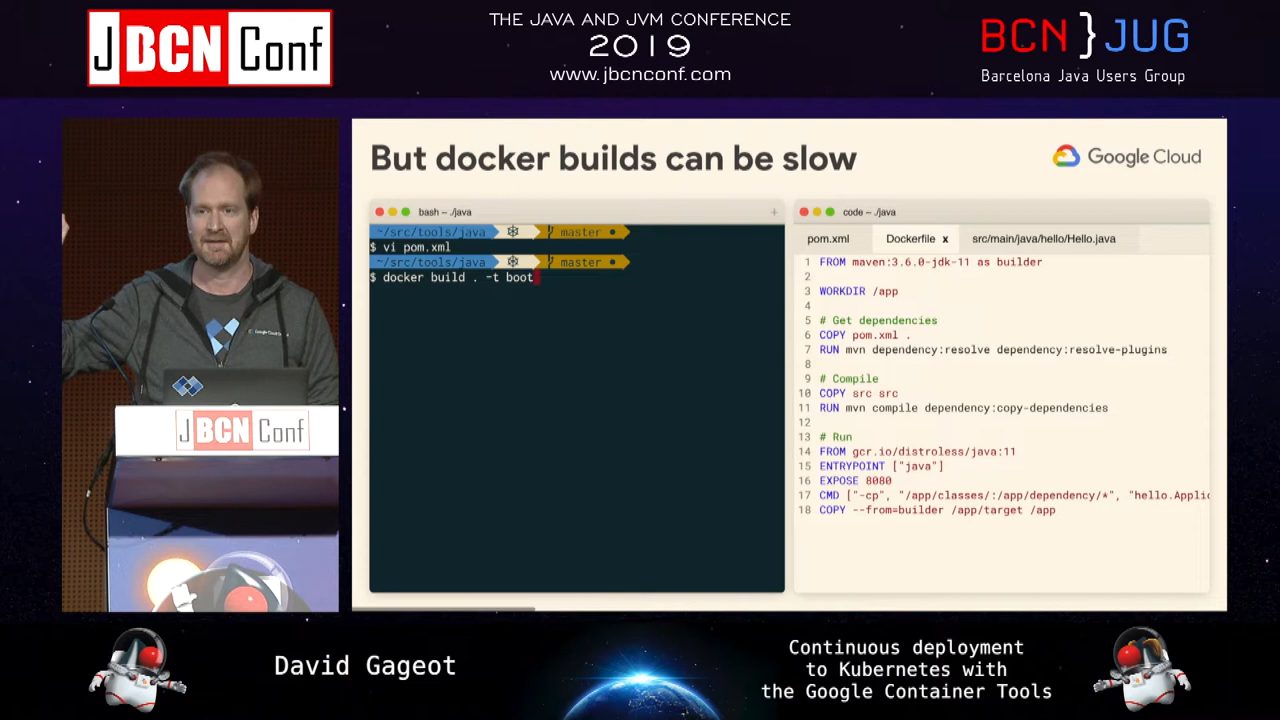 J BCN Conf
THE JAVA AND JVM CONFERENCE
2019
www.jbcnconf.com
BCN } JUG
Barcelona Java Users Group
But docker builds can be slow
Google Cloud
bash ~ ./java
+
~/src/tools/java master
$ vi pom.xml
~/src/tools/java master
$ docker build . -t boot
code ~ ./java
pom.xml Dockerfile x src/main/java/hello/Hello.java
1 FROM maven:3.6.0-jdk-11 as builder
2
3 WORKDIR /app
4
5 # Get dependencies
6 COPY pom.xml .
7 RUN mvn dependency:resolve dependency:resolve-plugins
8
9 # Compile
10 COPY src src
11 RUN mvn compile dependency:copy-dependencies
12
13 # Run
14 FROM gcr.io/distroless/java:11
15 ENTRYPOINT ["java"]
16 EXPOSE 8080
17 CMD ["-cp", "/app/classes/:/app/dependency/*", "hello.Applic
18 COPY --from=builder /app/target /app
J BCN Conf
David Gageot
Continuous deployment
to Kubernetes with
the Google Container Tools